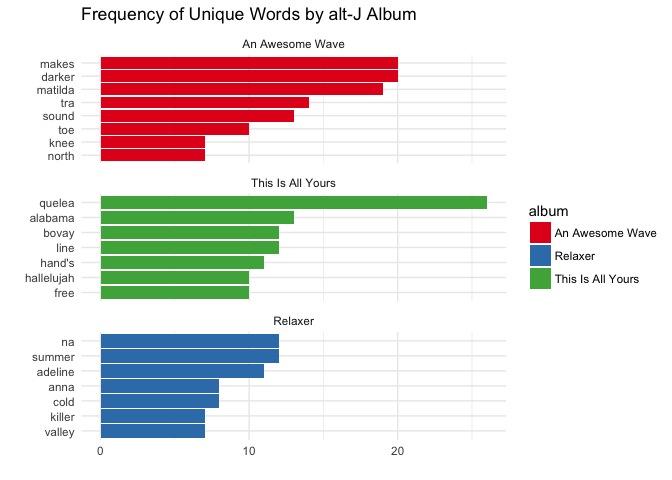 Frequency of Unique Words by alt-J Album
An Awesome Wave
makes
darker
matilda
tra
sound
toe
knee
north
This Is All Yours
quelea
alabama
bovay
line
hand's
hallelujah
free
Relaxer
na
summer
adeline
anna
cold
killer
valley
0 10 20
album
An Awesome Wave
Relaxer
This Is All Yours